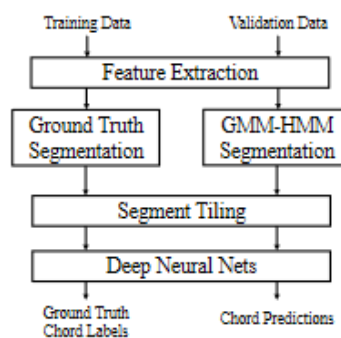 Training Data
Validation Data
Feature Extraction
Ground Truth
Segmentation
GMM-HMM
Segmentation
Segment Tiling
Deep Neural Nets
Ground Truth
Chord Labels
Chord Predictions